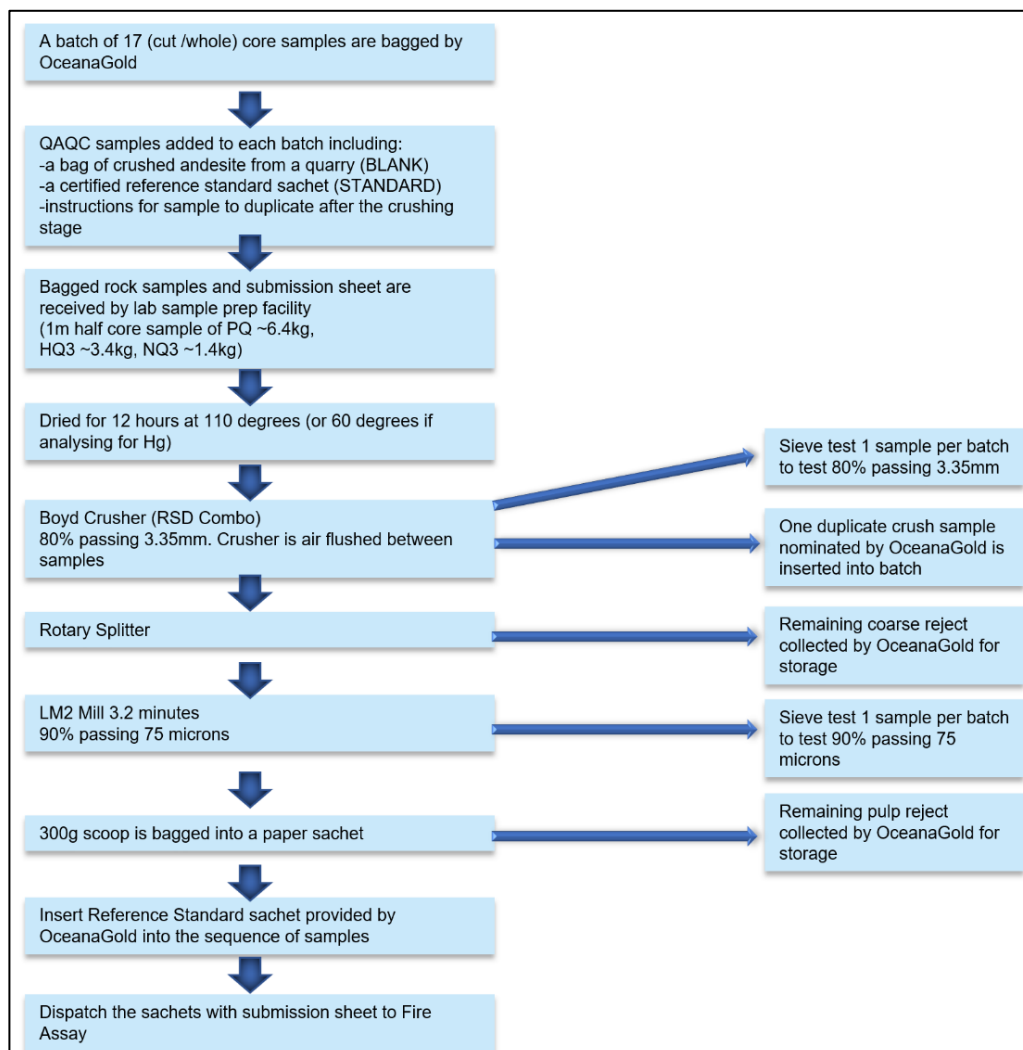 A batch of 17 (cut /whole) core samples are bagged by
OceanaGold
QAQC samples added to each batch including:
-a bag of crushed andesite from a quarry (BLANK)
-a certified reference standard sachet (STANDARD)
-instructions for sample to duplicate after the crushing
stage
Bagged rock samples and submission sheet are
received by lab sample prep facility
(1m half core sample of PQ ~6.4kg,
HQ3 ~3.4kg, NQ3 ~1.4kg)
Dried for 12 hours at 110 degrees (or 60 degrees if
analysing for Hg)
Sieve test 1 sample per batch
to test 80% passing 3.35mm
Boyd Crusher (RSD Combo)
80% passing 3.35mm. Crusher is air flushed between
samples
One duplicate crush sample
nominated by OceanaGold is
inserted into batch
Rotary Splitter
Remaining coarse reject
collected by OceanaGold for
storage
LM2 Mill 3.2 minutes
90% passing 75 microns
Sieve test 1 sample per batch
to test 90% passing 75
microns
300g scoop is bagged into a paper sachet
Remaining pulp reject
collected by OceanaGold for
storage
Insert Reference Standard sachet provided by
OceanaGold into the sequence of samples
Dispatch the sachets with submission sheet to Fire
Assay